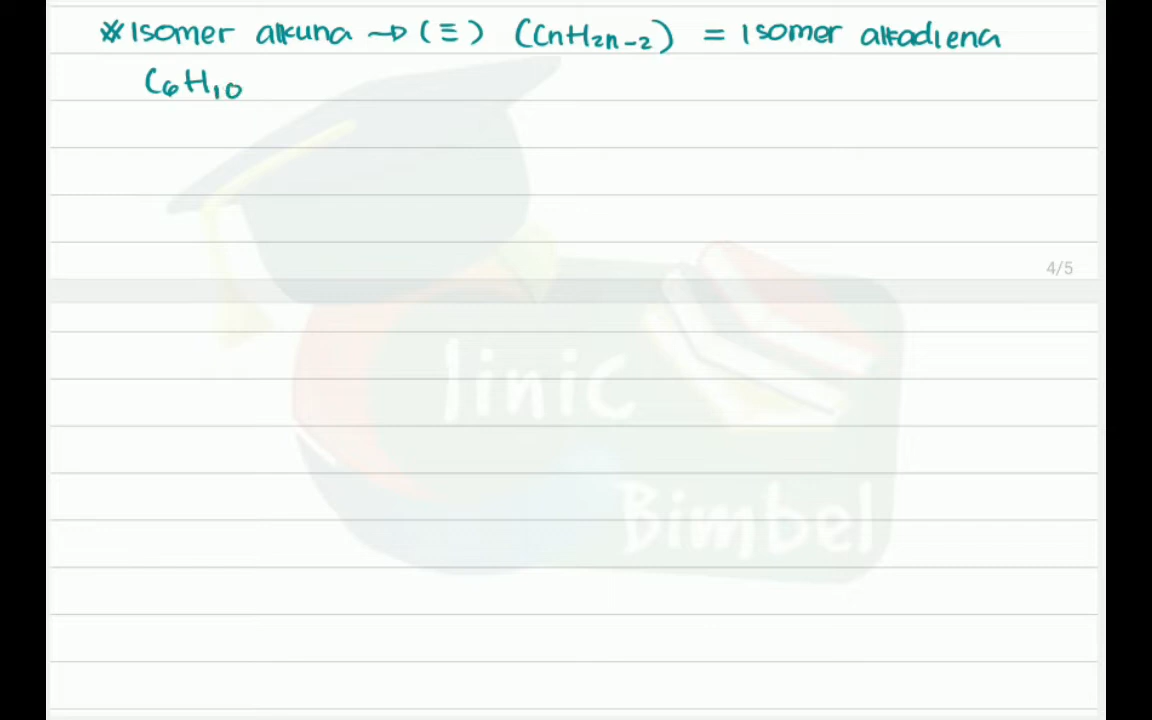 * Isomer alkuna → (≡) (CnH2n-2) = Isomer alkadiena
C6H10
4/5
linic
Bimbel